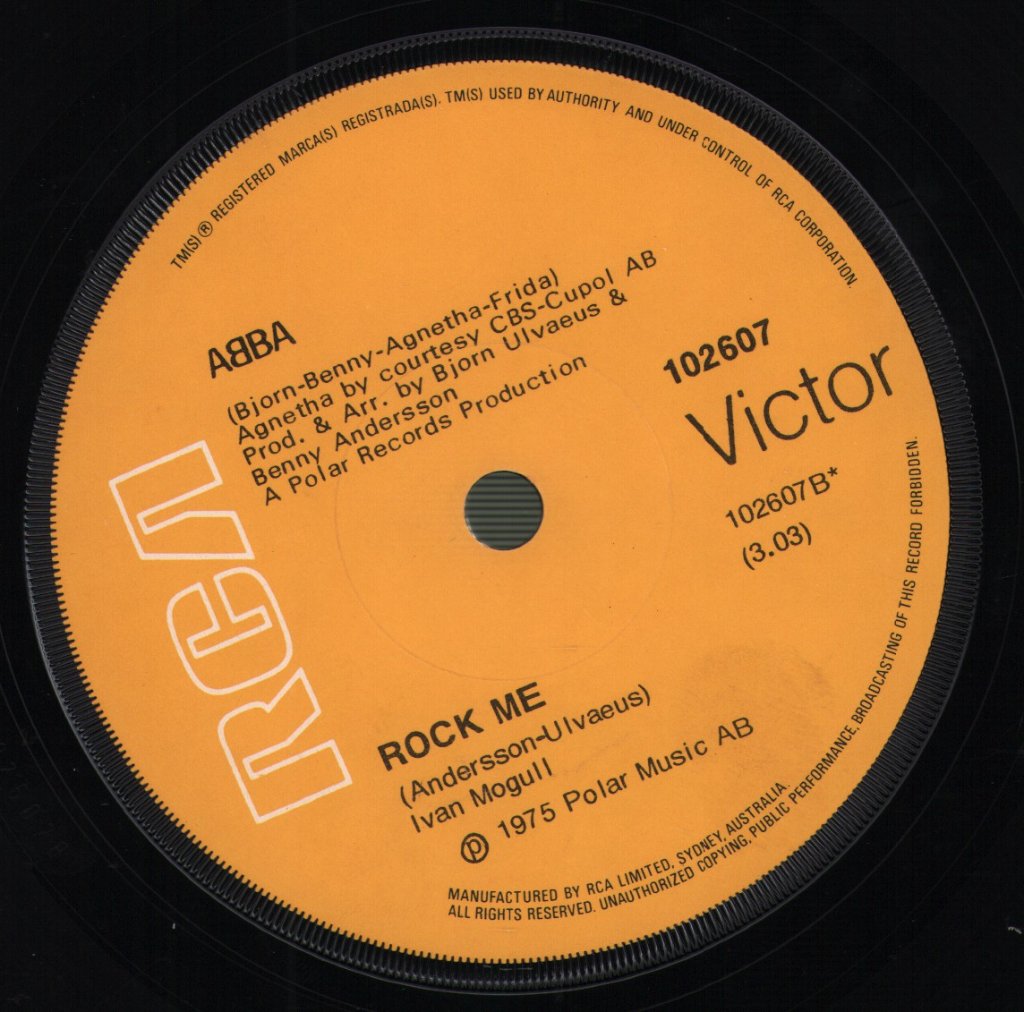 TM(S) ® REGISTERED MARCA(S) REGISTRADA(S). TM(S) USED BY AUTHORITY AND UNDER CONTROL OF RCA CORPORATION.
ABBA
(Bjorn-Benny-Agnetha-Frida)
Agnetha by courtesy CBS-Cupol AB
Prod. & Arr. by Bjorn Ulvaeus &
Benny Andersson
A Polar Records Production
RCA
102607
Victor
102607B*
(3.03)
ROCK ME
(Andersson-Ulvaeus)
Ivan Mogull
℗ 1975 Polar Music AB
MANUFACTURED BY RCA LIMITED, SYDNEY, AUSTRALIA.
ALL RIGHTS RESERVED. UNAUTHORIZED COPYING, PUBLIC PERFORMANCE, BROADCASTING OF THIS RECORD FORBIDDEN.